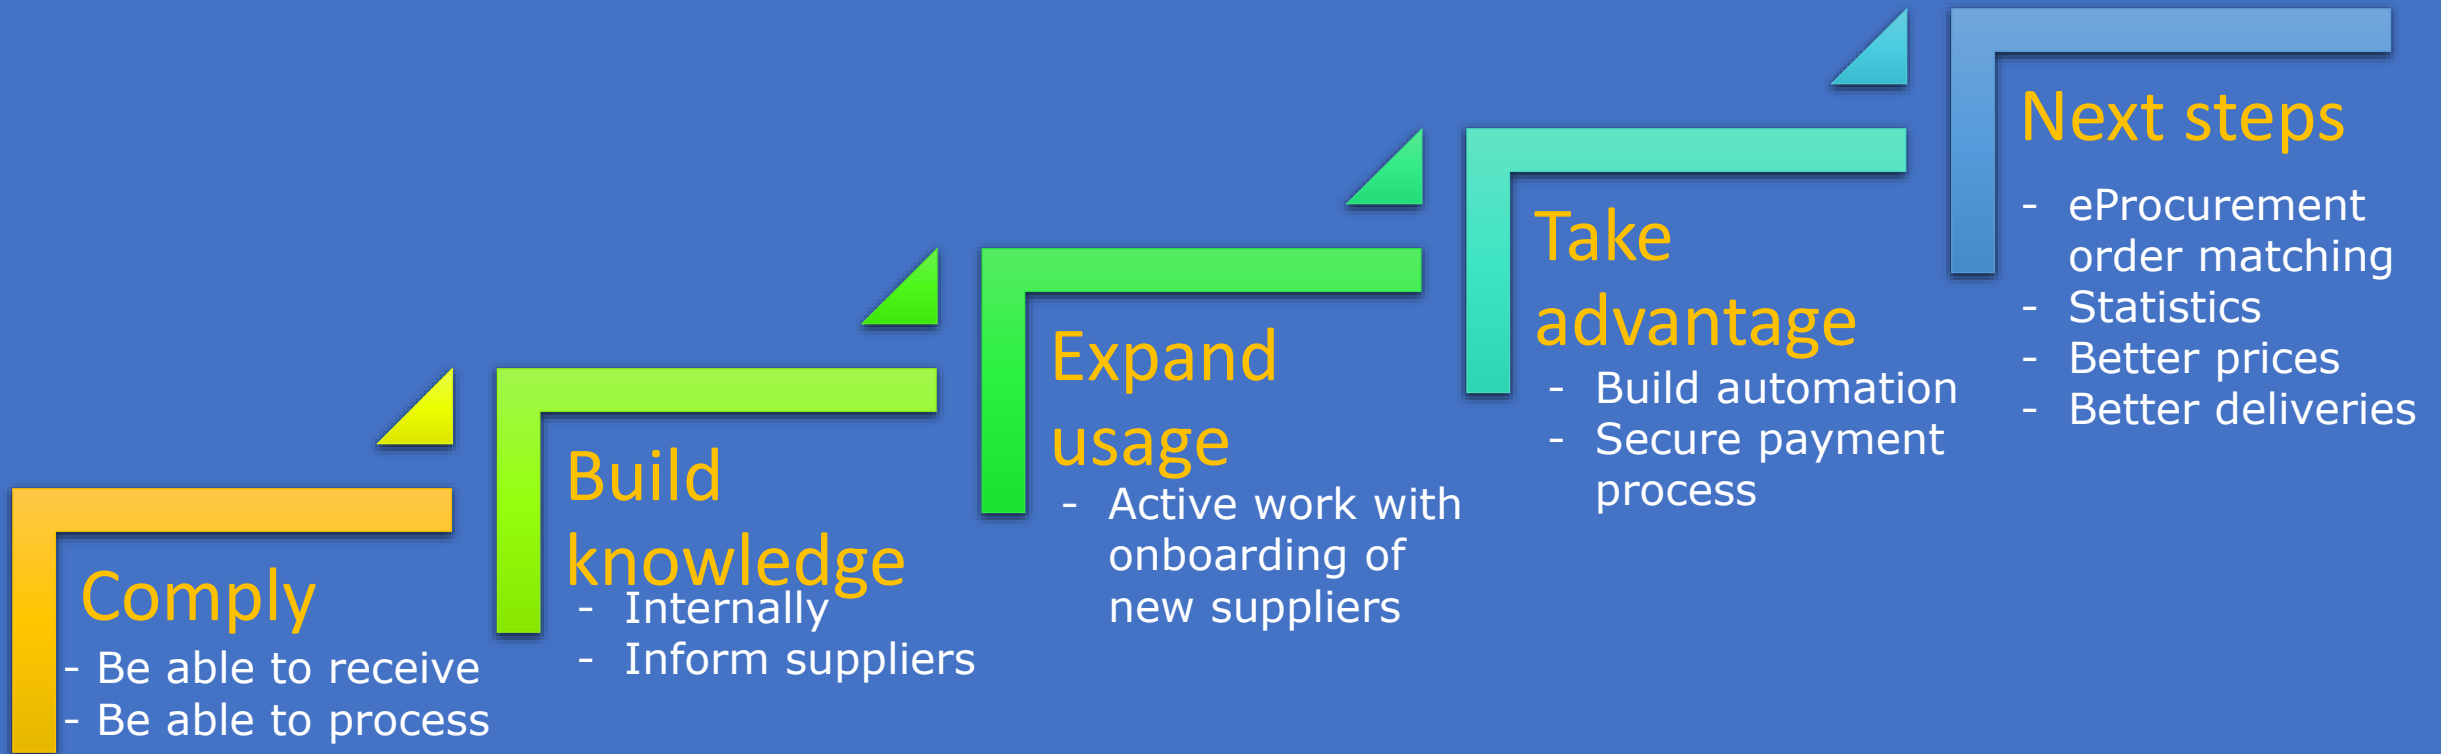 Comply
- Be able to receive
- Be able to process
Build
knowledge
- Internally
- Inform suppliers
Expand
usage
- Active work with
onboarding of
new suppliers
Take
advantage
- Build automation
- Secure payment
process
Next steps
- eProcurement
order matching
- Statistics
- Better prices
- Better deliveries